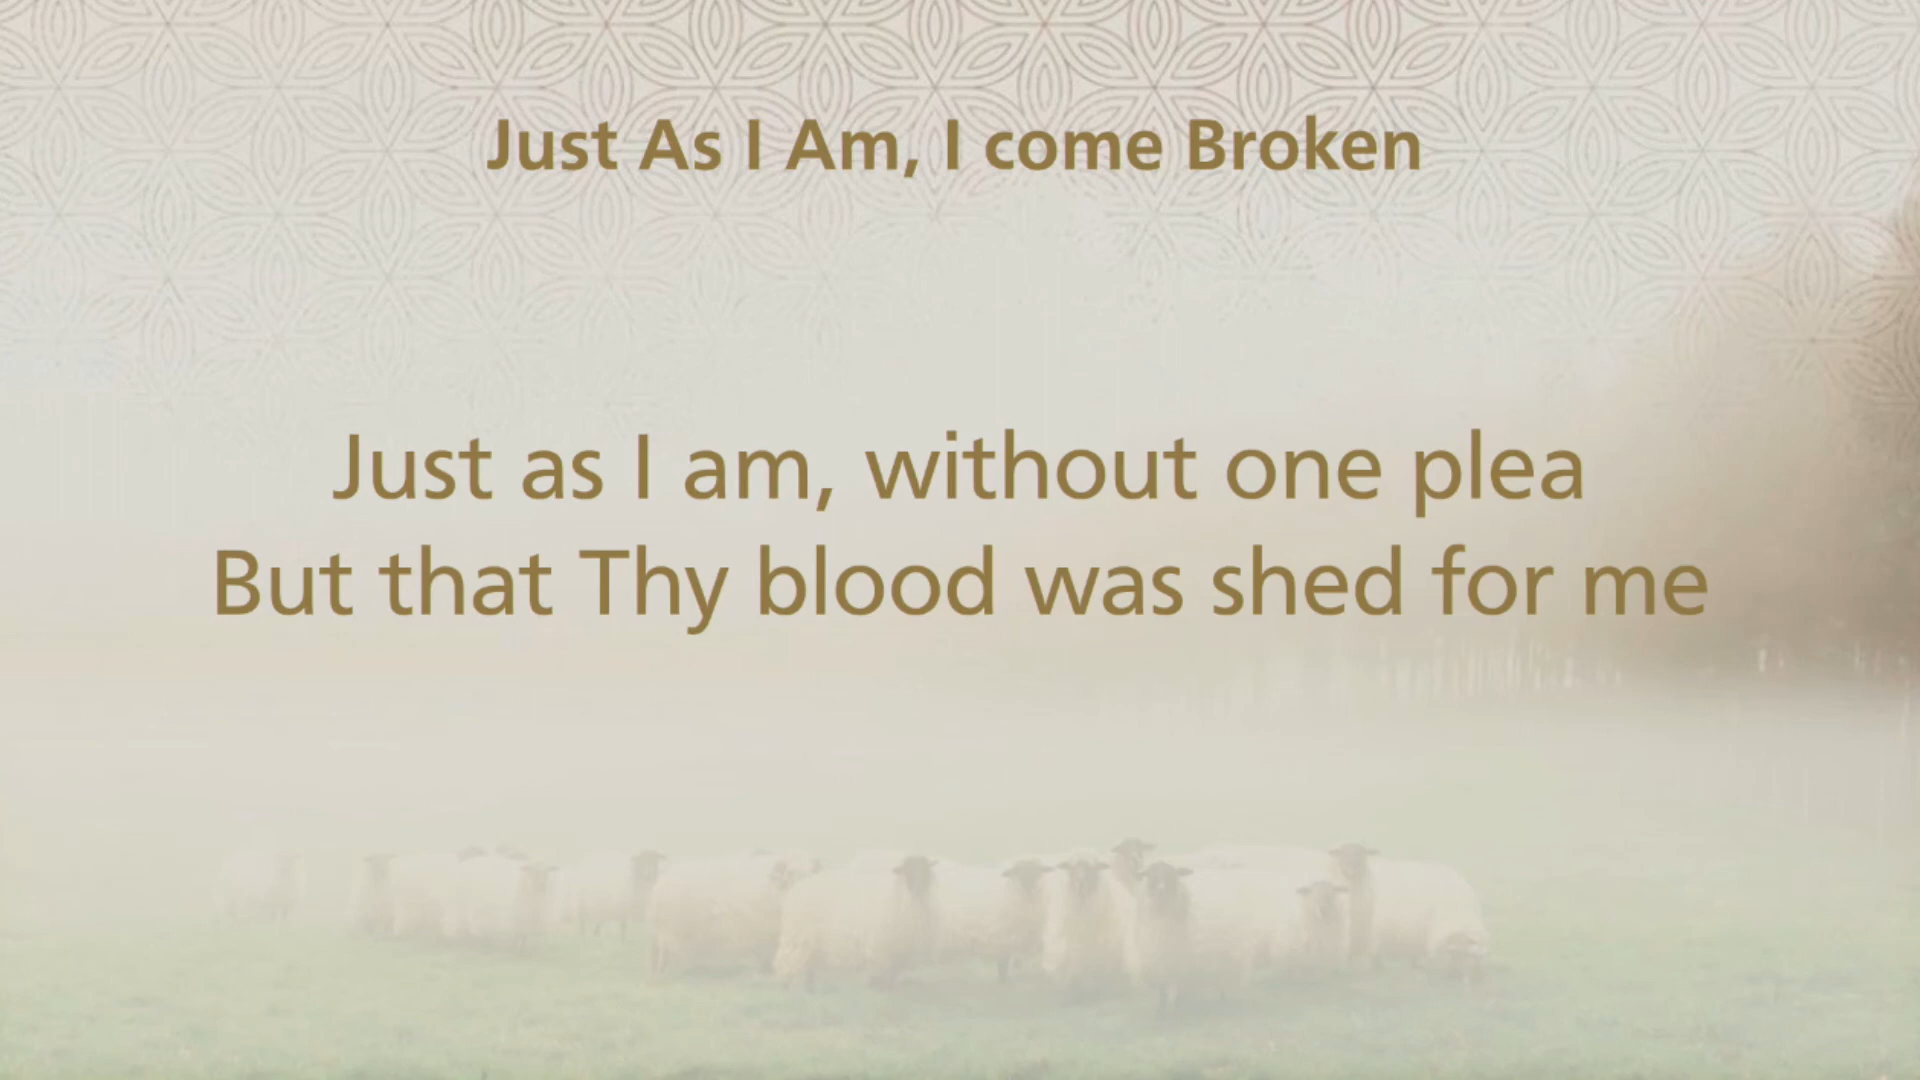 Just As I Am, I come Broken
Just as I am, without one plea
But that Thy blood was shed for me